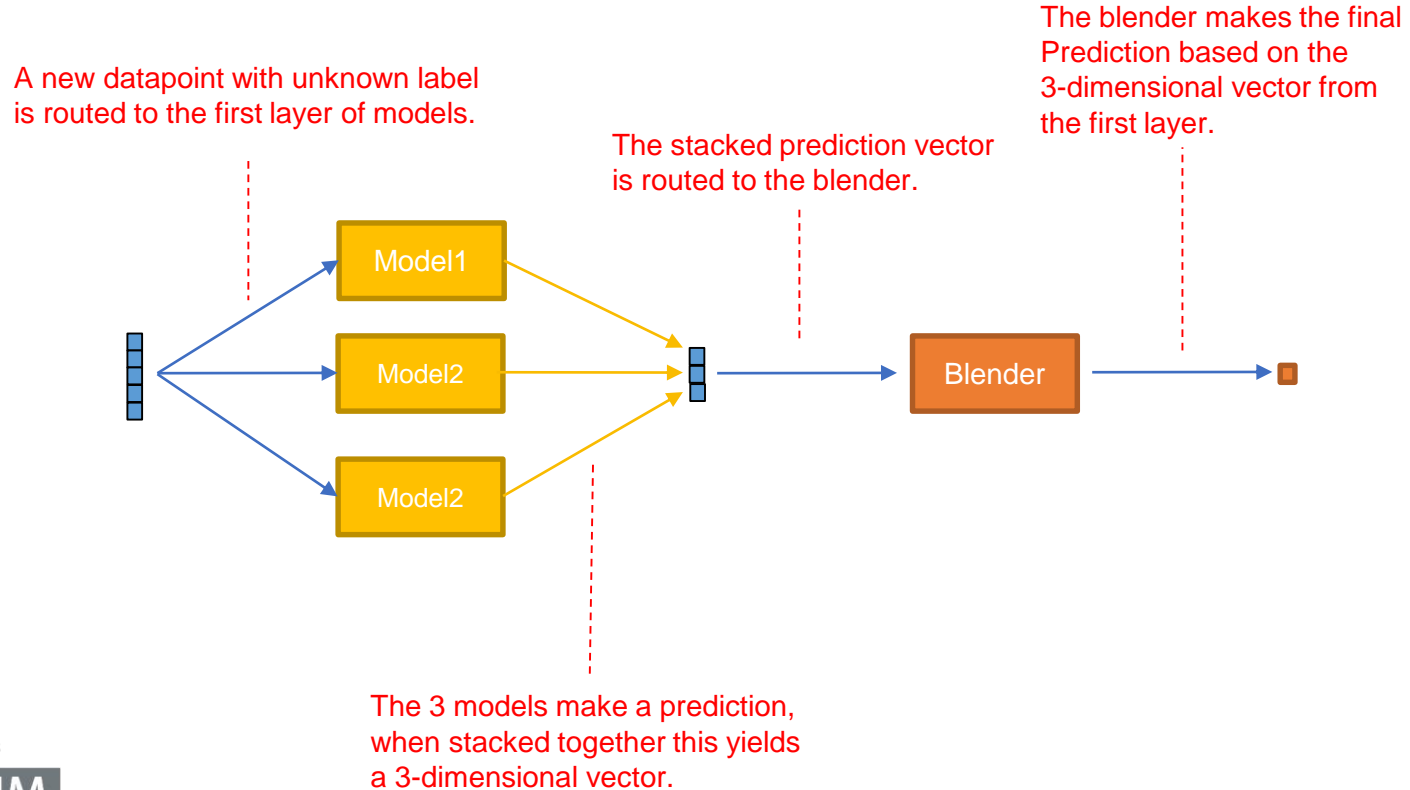 The blender makes the final
Prediction based on the
3-dimensional vector from
the first layer.
A new datapoint with unknown label
is routed to the first layer of models.
The stacked prediction vector
is routed to the blender.
Model1
Model2
Blender
Model2
The 3 models make a prediction,
when stacked together this yields
a 3-dimensional vector.